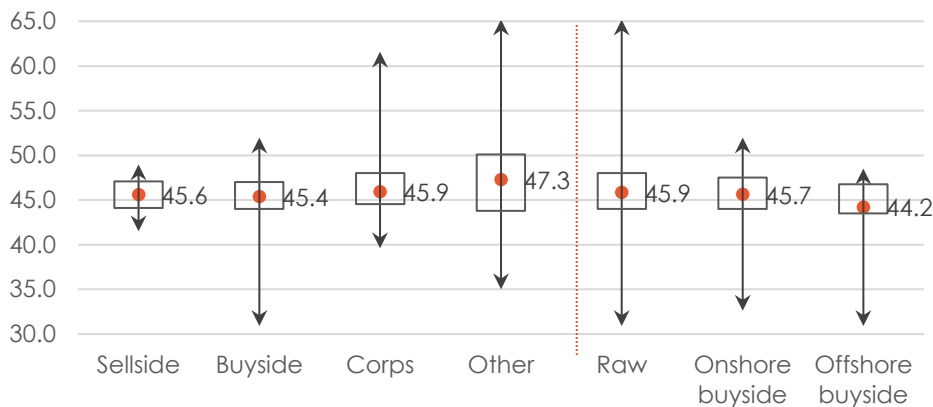 65.0
60.0
55.0
50.0
45.0
40.0
35.0
30.0
45.6
45.4
45.9
47.3
45.9
45.7
44.2
Sellside
Buyside
Corps
Other
Raw
Onshore
buyside
Offshore
buyside